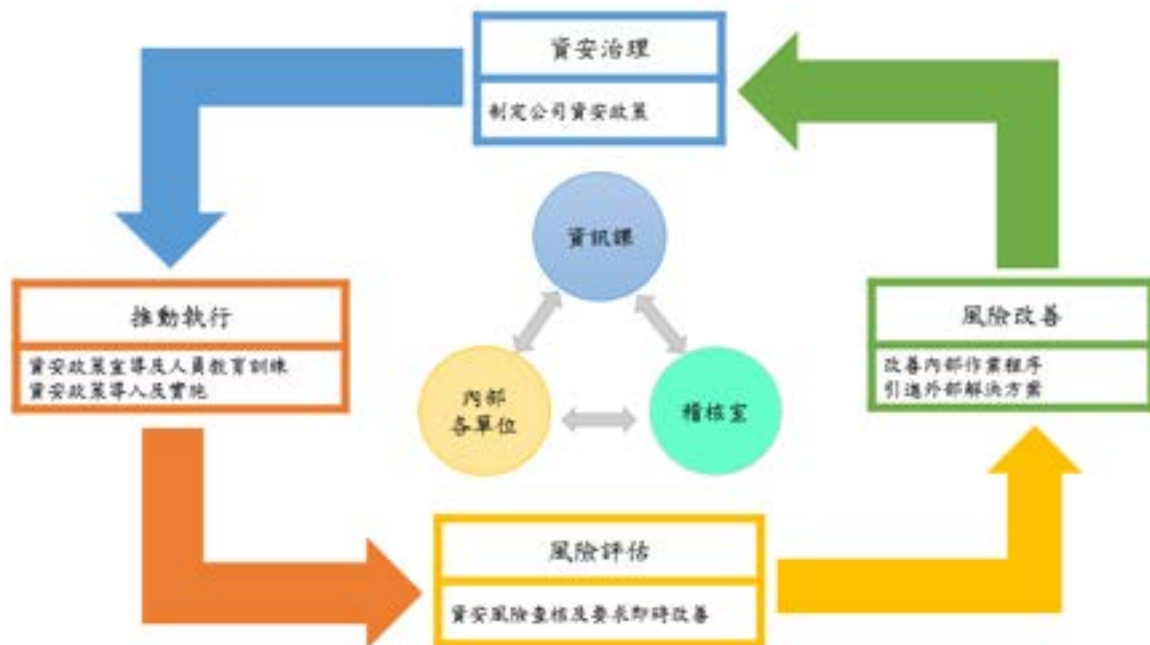 資安治理
制定公司資安政策
資訊課
推動執行
資安政策宣導及人員教育訓練
資安政策導入及實施
風險改善
改善內部作業程序
引進外部解決方案
內部
各單位
稽核室
風險評估
資安風險查核及要求即時改善